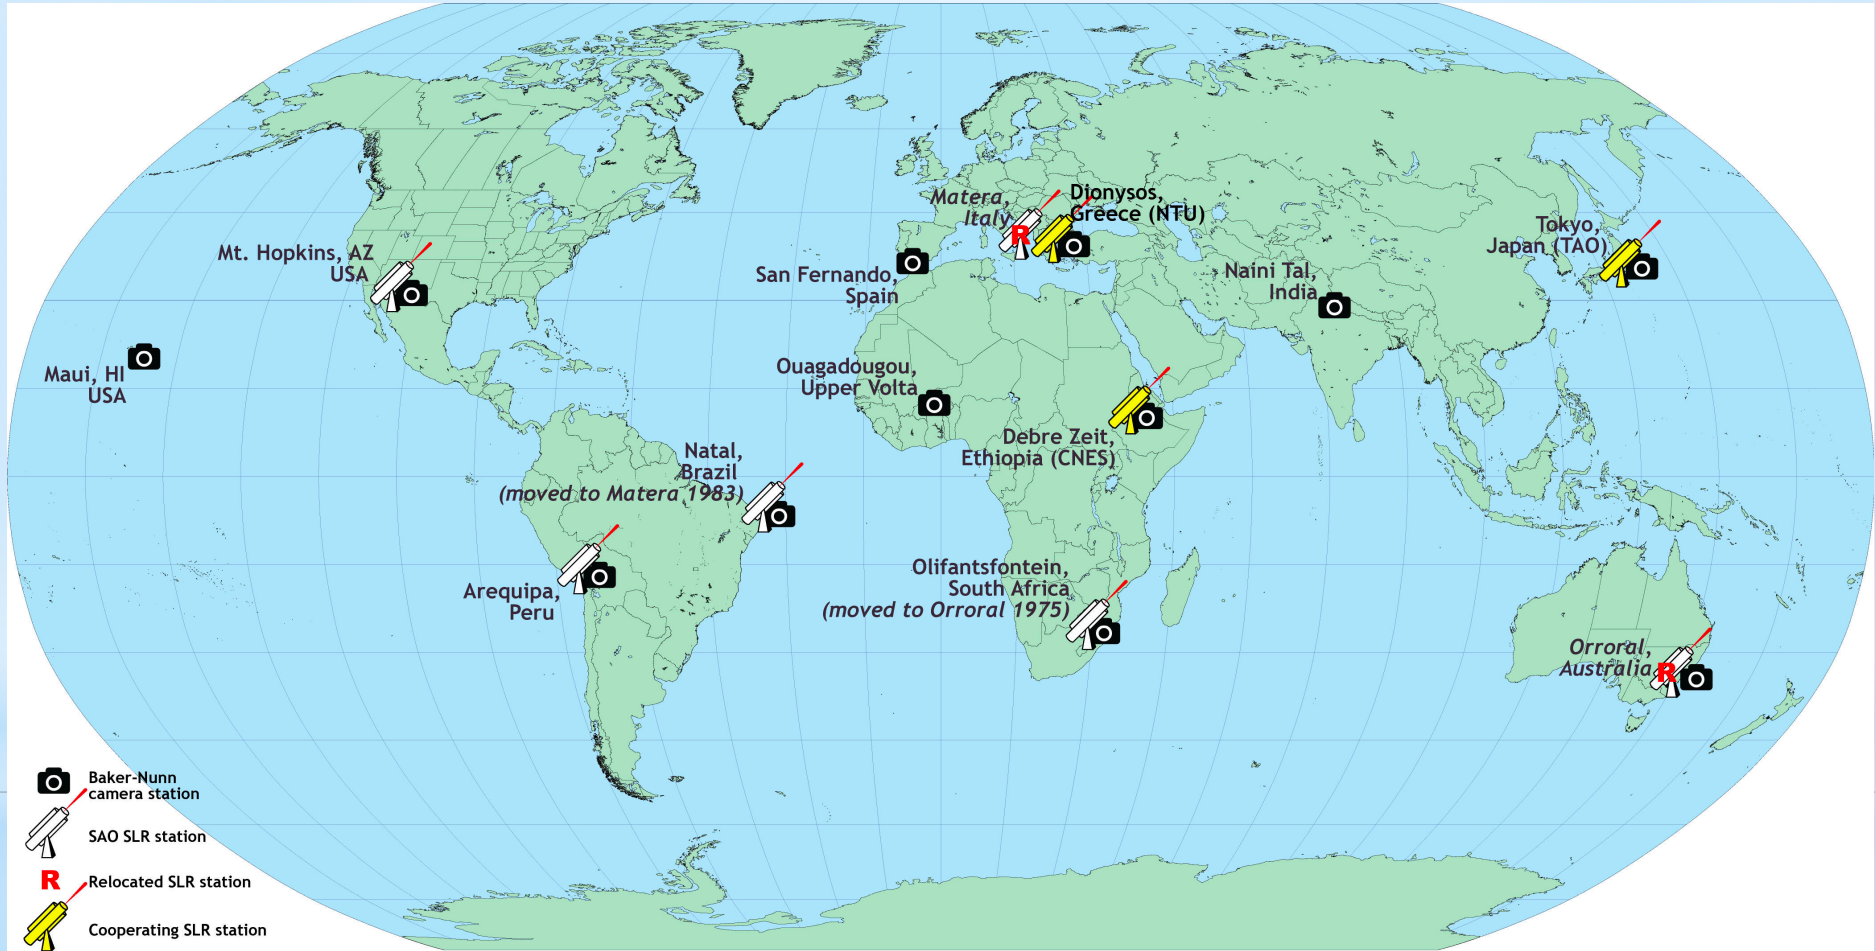 Matera,
Italy
Dionysos,
Greece (NTU)
Tokyo,
Japan (TAO)
Mt. Hopkins, AZ
USA
San Fernando,
Spain
Naini Tal,
India
Maui, HI
USA
Ouagadougou,
Upper Volta
Debre Zeit,
Ethiopia (CNES)
Natal,
Brazil
(moved to Matera 1983)
Arequipa,
Peru
Olifantsfontein,
South Africa
(moved to Orroral 1975)
Orroral,
Australia
R
R
Baker-Nunn
camera station
SAO SLR station
R Relocated SLR station
Cooperating SLR station